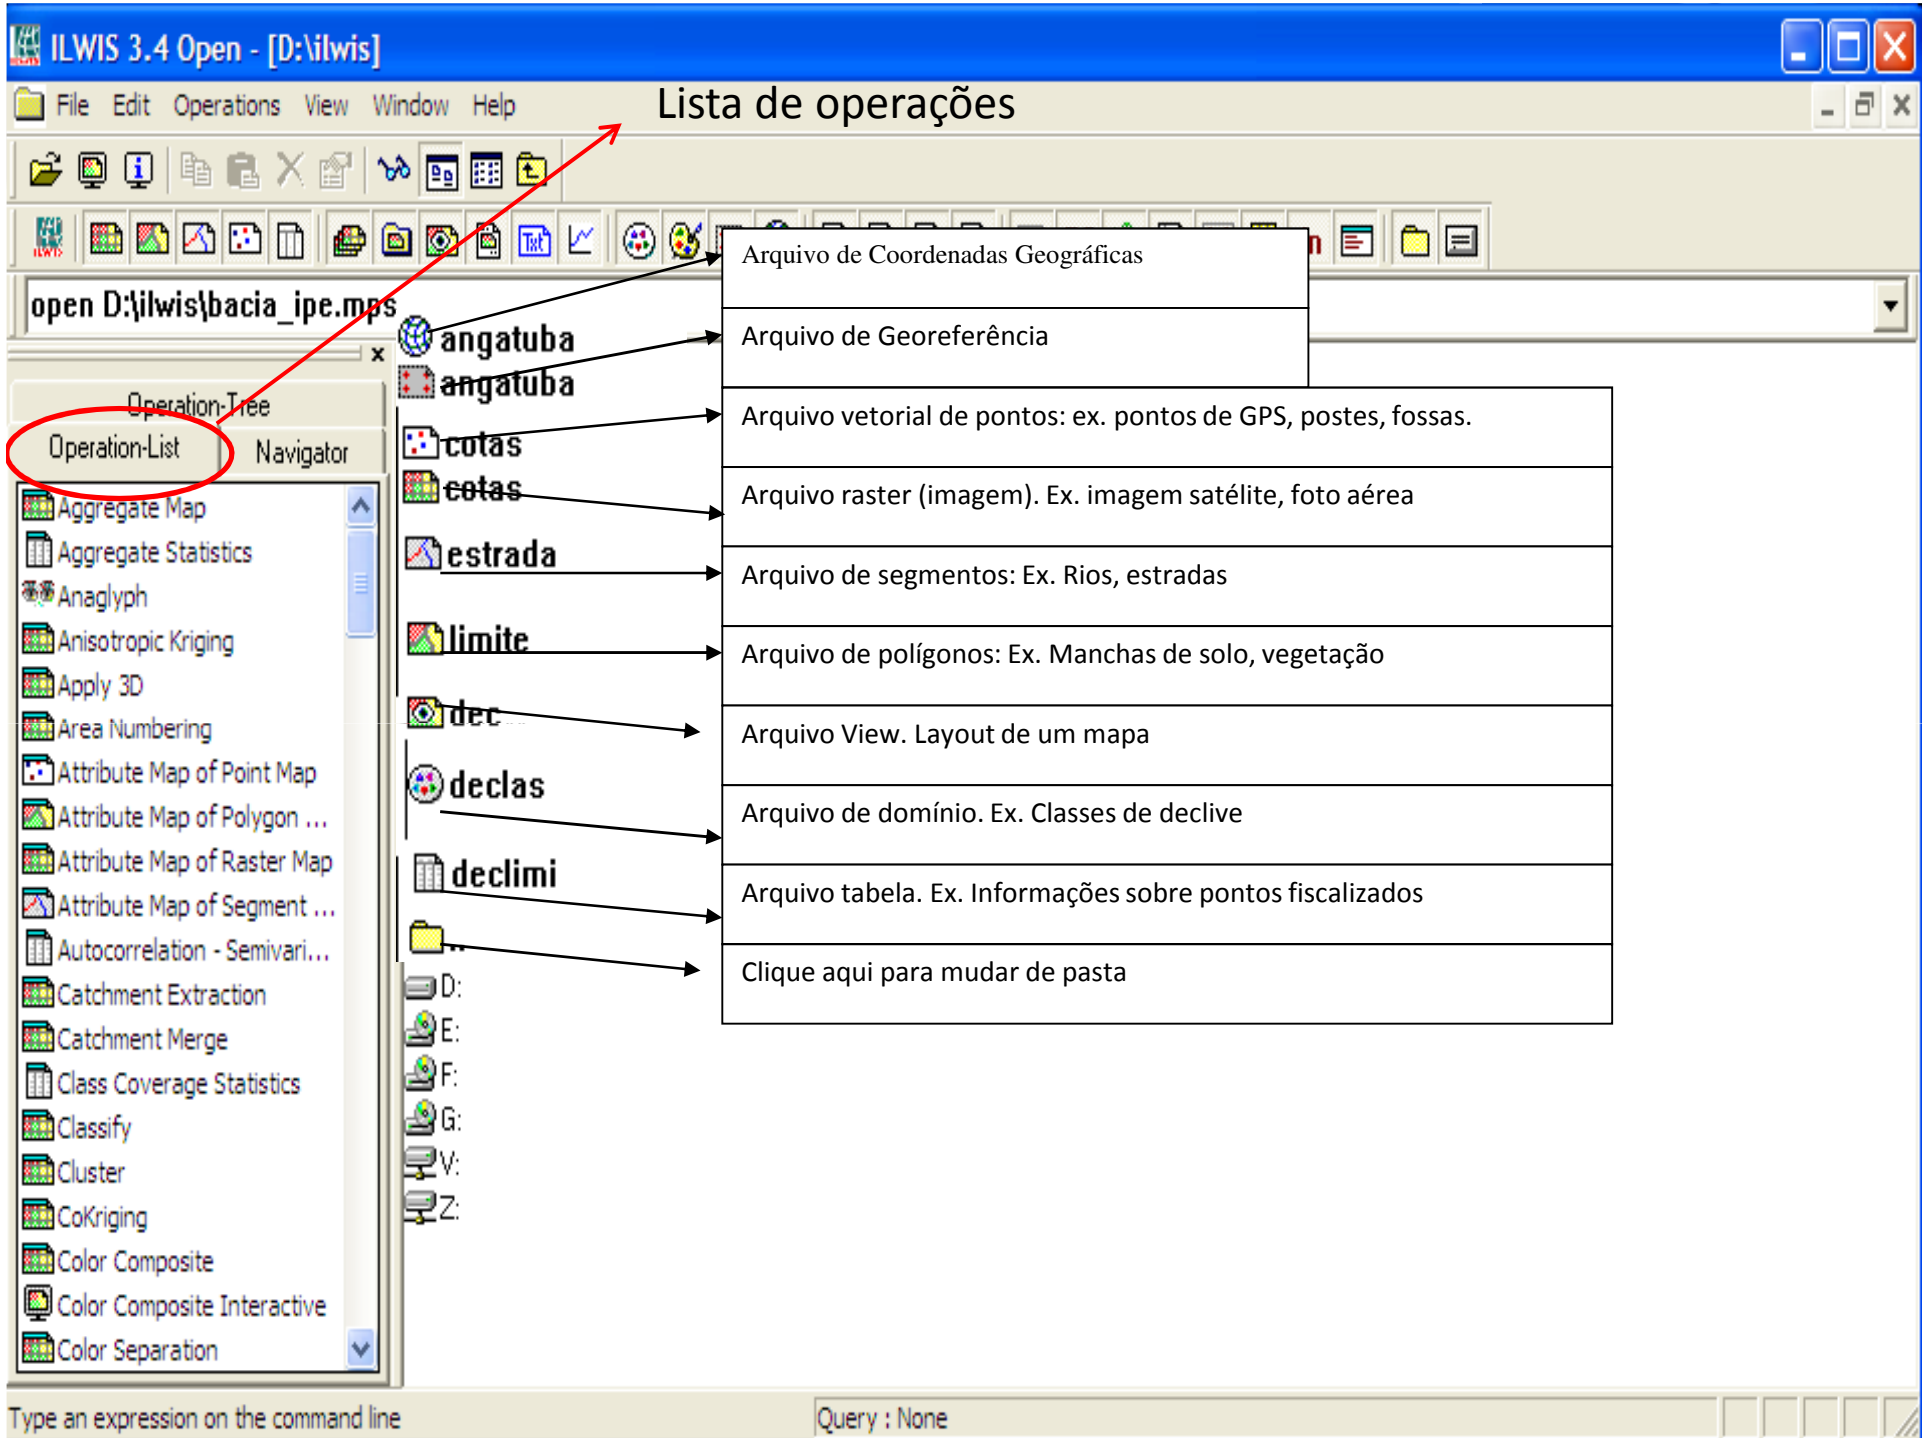 ILWIS 3.4 Open - [D:\ilwis]
File Edit Operations View Window Help
Lista de operações
ILWIS
Txt
open D:\ilwis\bacia_ipe.mps
Operation-Tree
Operation-List
Navigator
Aggregate Map
Aggregate Statistics
Anaglyph
Anisotropic Kriging
Apply 3D
Area Numbering
Attribute Map of Point Map
Attribute Map of Polygon ...
Attribute Map of Raster Map
Attribute Map of Segment ...
Autocorrelation - Semivari...
Catchment Extraction
Catchment Merge
Class Coverage Statistics
Classify
Cluster
CoKriging
Color Composite
Color Composite Interactive
Color Separation
angatuba
angatuba
cotas
cotas
estrada
limite
dec
declas
declimi
..
D:
E:
F:
G:
V:
Z:
Arquivo de Coordenadas Geográficas
Arquivo de Georeferência
Arquivo vetorial de pontos: ex. pontos de GPS, postes, fossas.
Arquivo raster (imagem). Ex. imagem satélite, foto aérea
Arquivo de segmentos: Ex. Rios, estradas
Arquivo de polígonos: Ex. Manchas de solo, vegetação
Arquivo View. Layout de um mapa
Arquivo de domínio. Ex. Classes de declive
Arquivo tabela. Ex. Informações sobre pontos fiscalizados
Clique aqui para mudar de pasta
Type an expression on the command line
Query : None